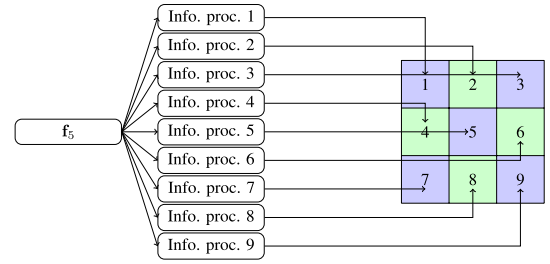 Info. proc. 1
Info. proc. 2
Info. proc. 3
Info. proc. 4
Info. proc. 5
Info. proc. 6
Info. proc. 7
Info. proc. 8
Info. proc. 9
f₅
1 2 3
4 5 6
7 8 9